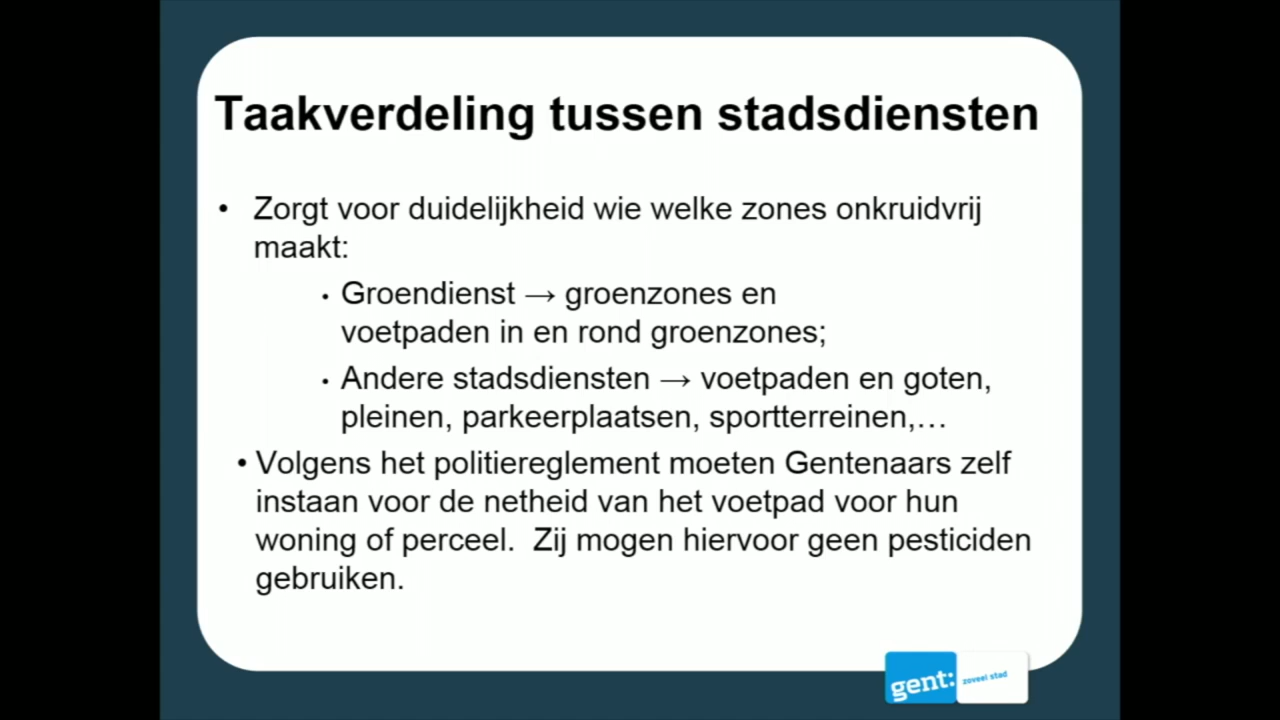 Taakverdeling tussen stadsdiensten
• Zorgt voor duidelijkheid wie welke zones onkruidvrij
maakt:
• Groendienst → groenzones en
voetpaden in en rond groenzones;
• Andere stadsdiensten → voetpaden en goten,
pleinen, parkeerplaatsen, sportterreinen,…
• Volgens het politiereglement moeten Gentenaars zelf
instaan voor de netheid van het voetpad voor hun
woning of perceel.  Zij mogen hiervoor geen pesticiden
gebruiken.
gent: zoveel stad